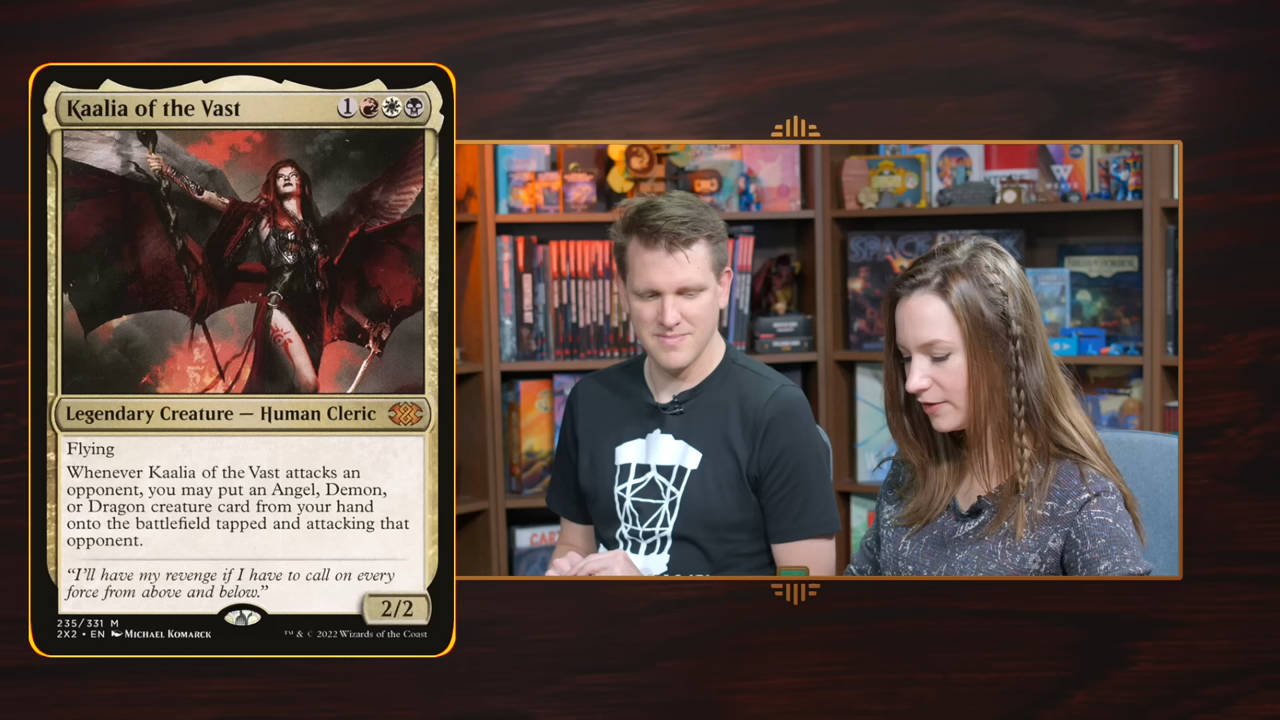 Kaalia of the Vast
1
Legendary Creature — Human Cleric
Flying
Whenever Kaalia of the Vast attacks an
opponent, you may put an Angel, Demon,
or Dragon creature card from your hand
onto the battlefield tapped and attacking that
opponent.
“I'll have my revenge if I have to call on every
force from above and below.”
2/2
235/331 M
2X2 • EN MICHAEL KOMARCK
™ & © 2022 Wizards of the Coast
SPACE